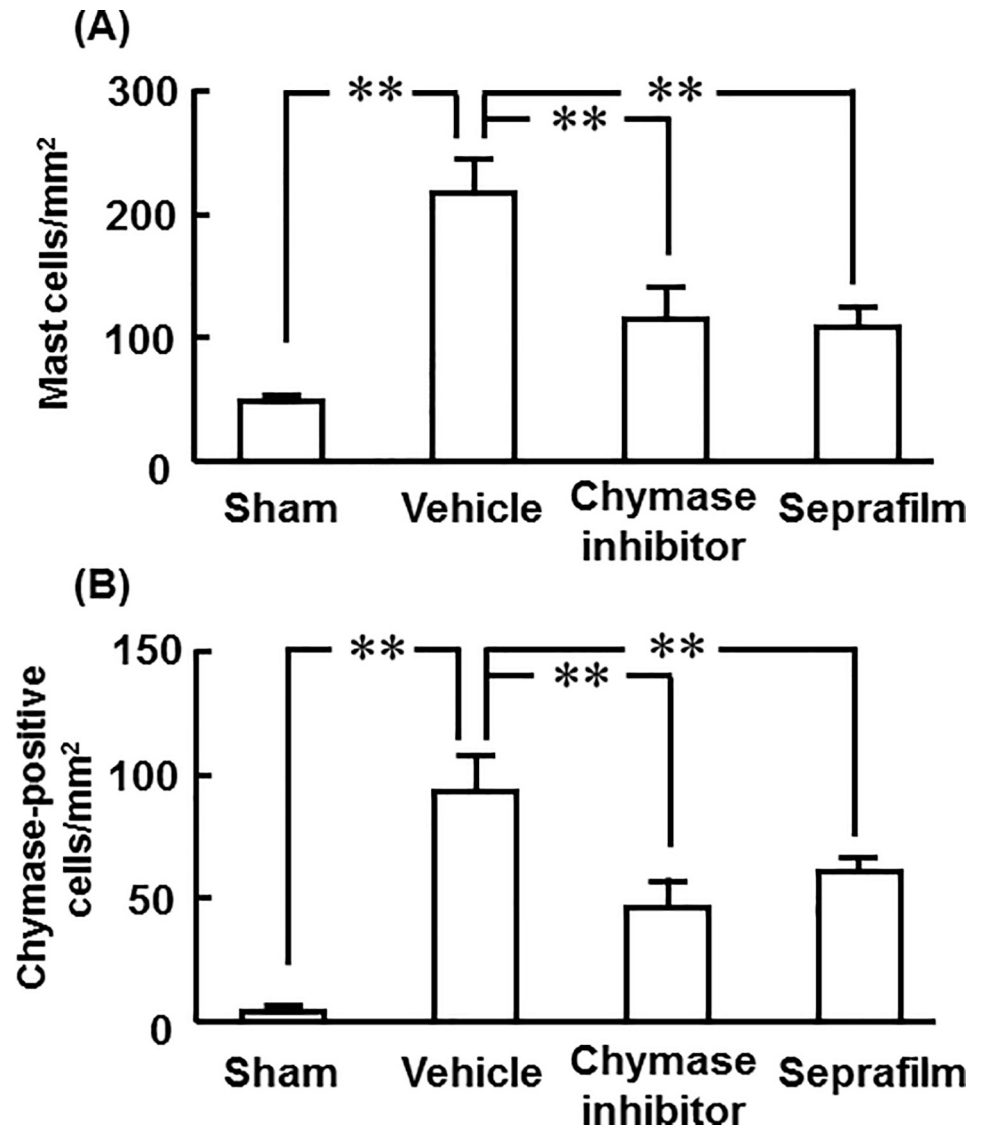 (A)
300
** **
**
200
100
0
Mast cells/mm²
Sham Vehicle Chymase inhibitor Seprafilm
(B)
150
** **
**
100
50
0
Chymase-positive
cells/mm²
Sham Vehicle Chymase inhibitor Seprafilm